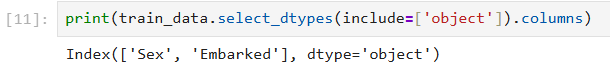 [11]: print(train_data.select_dtypes(include=['object']).columns)
Index(['Sex', 'Embarked'], dtype='object')